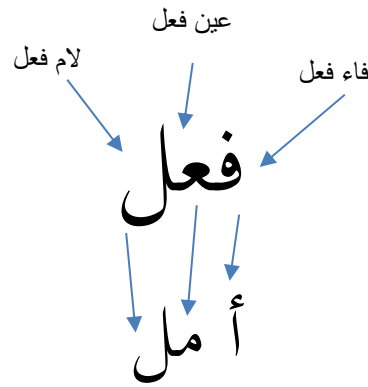 عين فعل
فاء فعل
لام فعل
فعل
أ مل